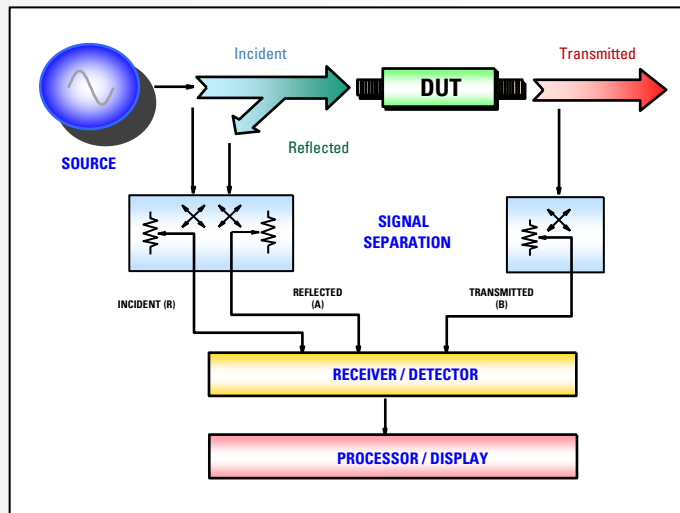 Incident
Transmitted
DUT
Reflected
SOURCE
SIGNAL
SEPARATION
INCIDENT (R)
REFLECTED
(A)
TRANSMITTED
(B)
RECEIVER / DETECTOR
PROCESSOR / DISPLAY